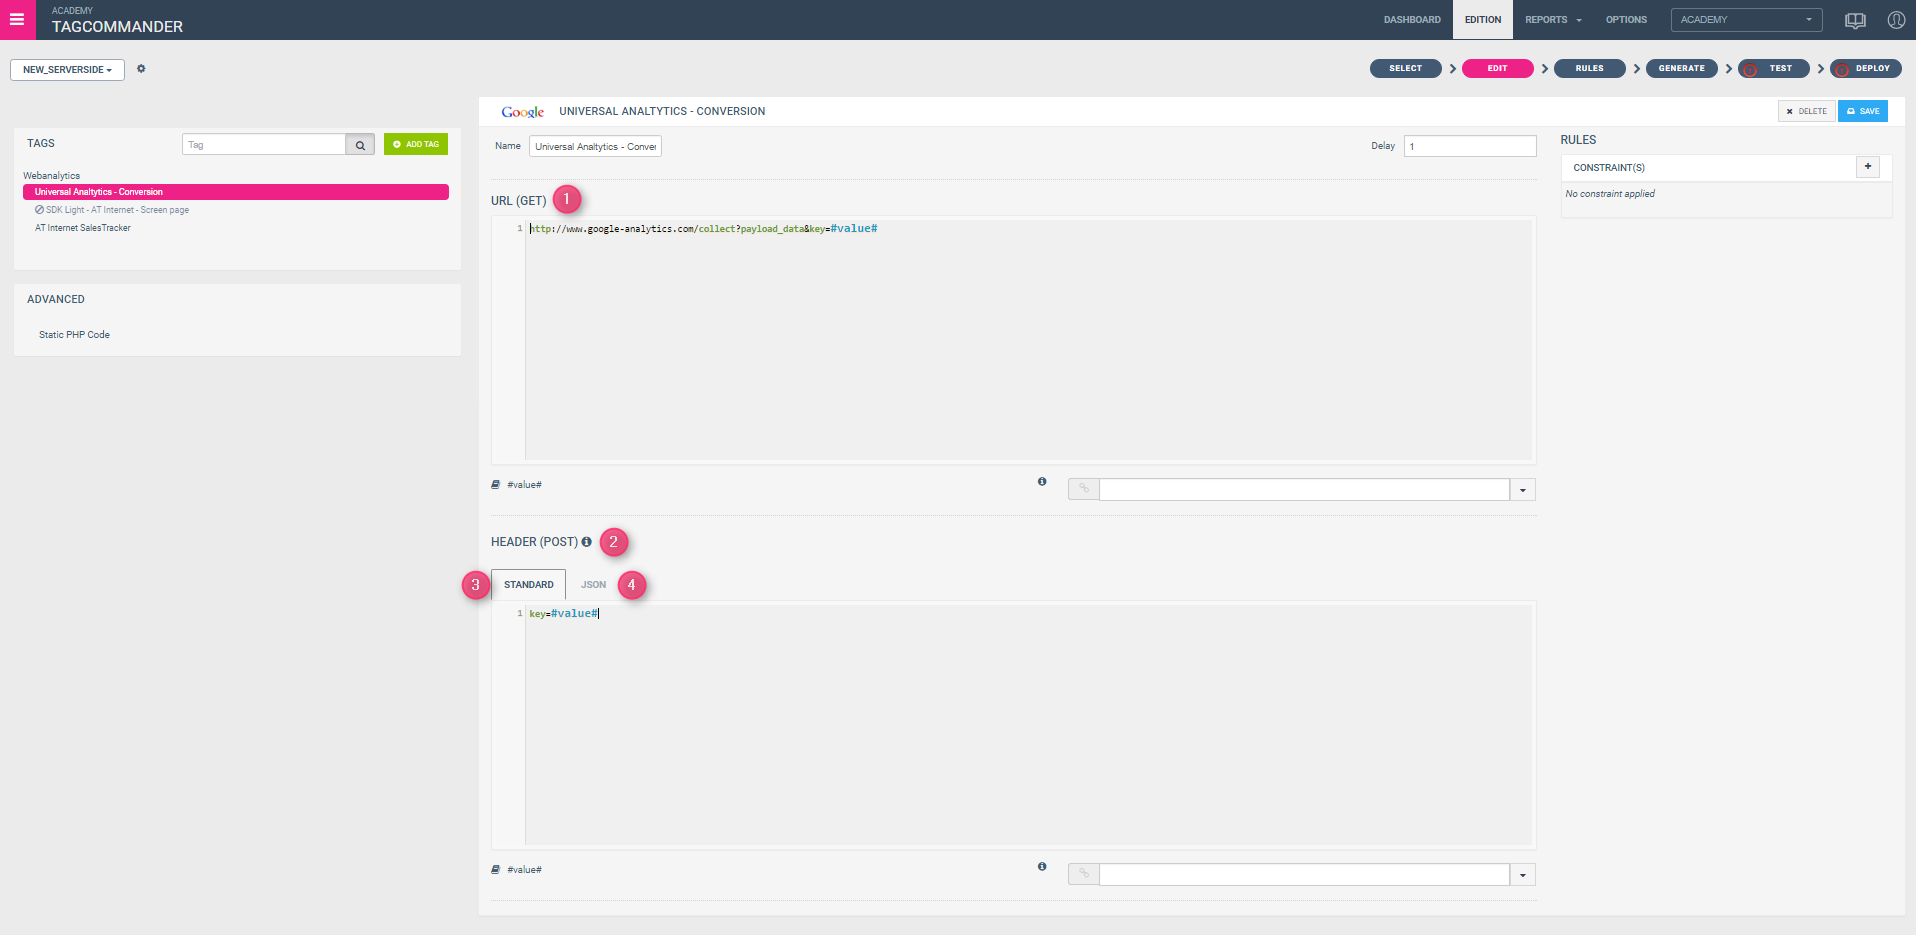 ACADEMY
TAGCOMMANDER
DASHBOARD
EDITION
REPORTS
OPTIONS
ACADEMY
NEW_SERVERSIDE
SELECT
EDIT
RULES
GENERATE
TEST
DEPLOY
TAGS
Tag
ADD TAG
Webanalytics
Universal Analtytics - Conversion
SDK Light - AT Internet - Screen page
AT Internet SalesTracker
ADVANCED
Static PHP Code
Google
UNIVERSAL ANALTYTICS - CONVERSION
DELETE
SAVE
Name
Universal Analtytics - Conver
Delay
1
RULES
CONSTRAINT(S)
+
No constraint applied
URL (GET)
1
1 http://www.google-analytics.com/collect?payload_data&key=#value#
#value#
HEADER (POST)
2
3
STANDARD
JSON
4
1 key=#value#
#value#